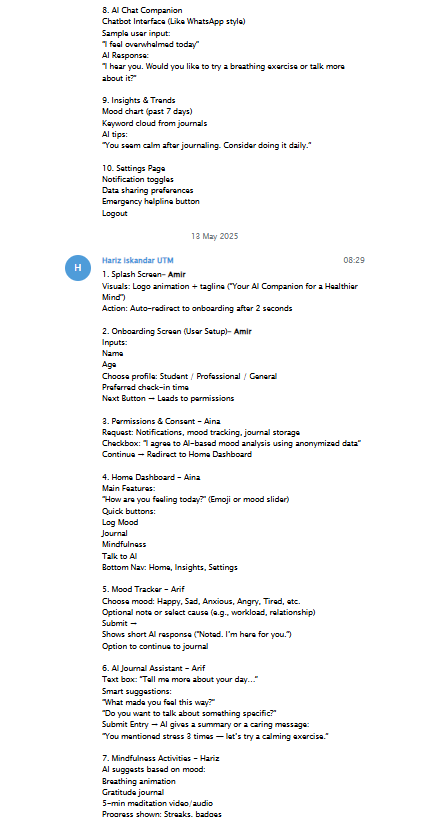 8. AI Chat Companion
Chatbot Interface (Like WhatsApp style)
Sample user input:
"I feel overwhelmed today"
AI Response:
"I hear you. Would you like to try a breathing exercise or talk more
about it?"
9. Insights & Trends
Mood chart (past 7 days)
Keyword cloud from journals
AI tips:
"You seem calm after journaling. Consider doing it daily."
10. Settings Page
Notification toggles
Data sharing preferences
Emergency helpline button
Logout
13 May 2025
H
Hariz Iskandar UTM 08:29
1. Splash Screen- Amir
Visuals: Logo animation + tagline ("Your AI Companion for a Healthier
Mind")
Action: Auto-redirect to onboarding after 2 seconds
2. Onboarding Screen (User Setup)- Amir
Inputs:
Name
Age
Choose profile: Student / Professional / General
Preferred check-in time
Next Button → Leads to permissions
3. Permissions & Consent - Aina
Request: Notifications, mood tracking, journal storage
Checkbox: "I agree to AI-based mood analysis using anonymized data"
Continue → Redirect to Home Dashboard
4. Home Dashboard - Aina
Main Features:
"How are you feeling today?" (Emoji or mood slider)
Quick buttons:
Log Mood
Journal
Mindfulness
Talk to AI
Bottom Nav: Home, Insights, Settings
5. Mood Tracker - Arif
Choose mood: Happy, Sad, Anxious, Angry, Tired, etc.
Optional note or select cause (e.g., workload, relationship)
Submit →
Shows short AI response ("Noted. I'm here for you.")
Option to continue to journal
6. AI Journal Assistant - Arif
Text box: "Tell me more about your day..."
Smart suggestions:
"What made you feel this way?"
"Do you want to talk about something specific?"
Submit Entry → AI gives a summary or a caring message:
"You mentioned stress 3 times — let's try a calming exercise."
7. Mindfulness Activities - Hariz
AI suggests based on mood:
Breathing animation
Gratitude journal
5-min meditation video/audio
Progress shown: Streaks, badges